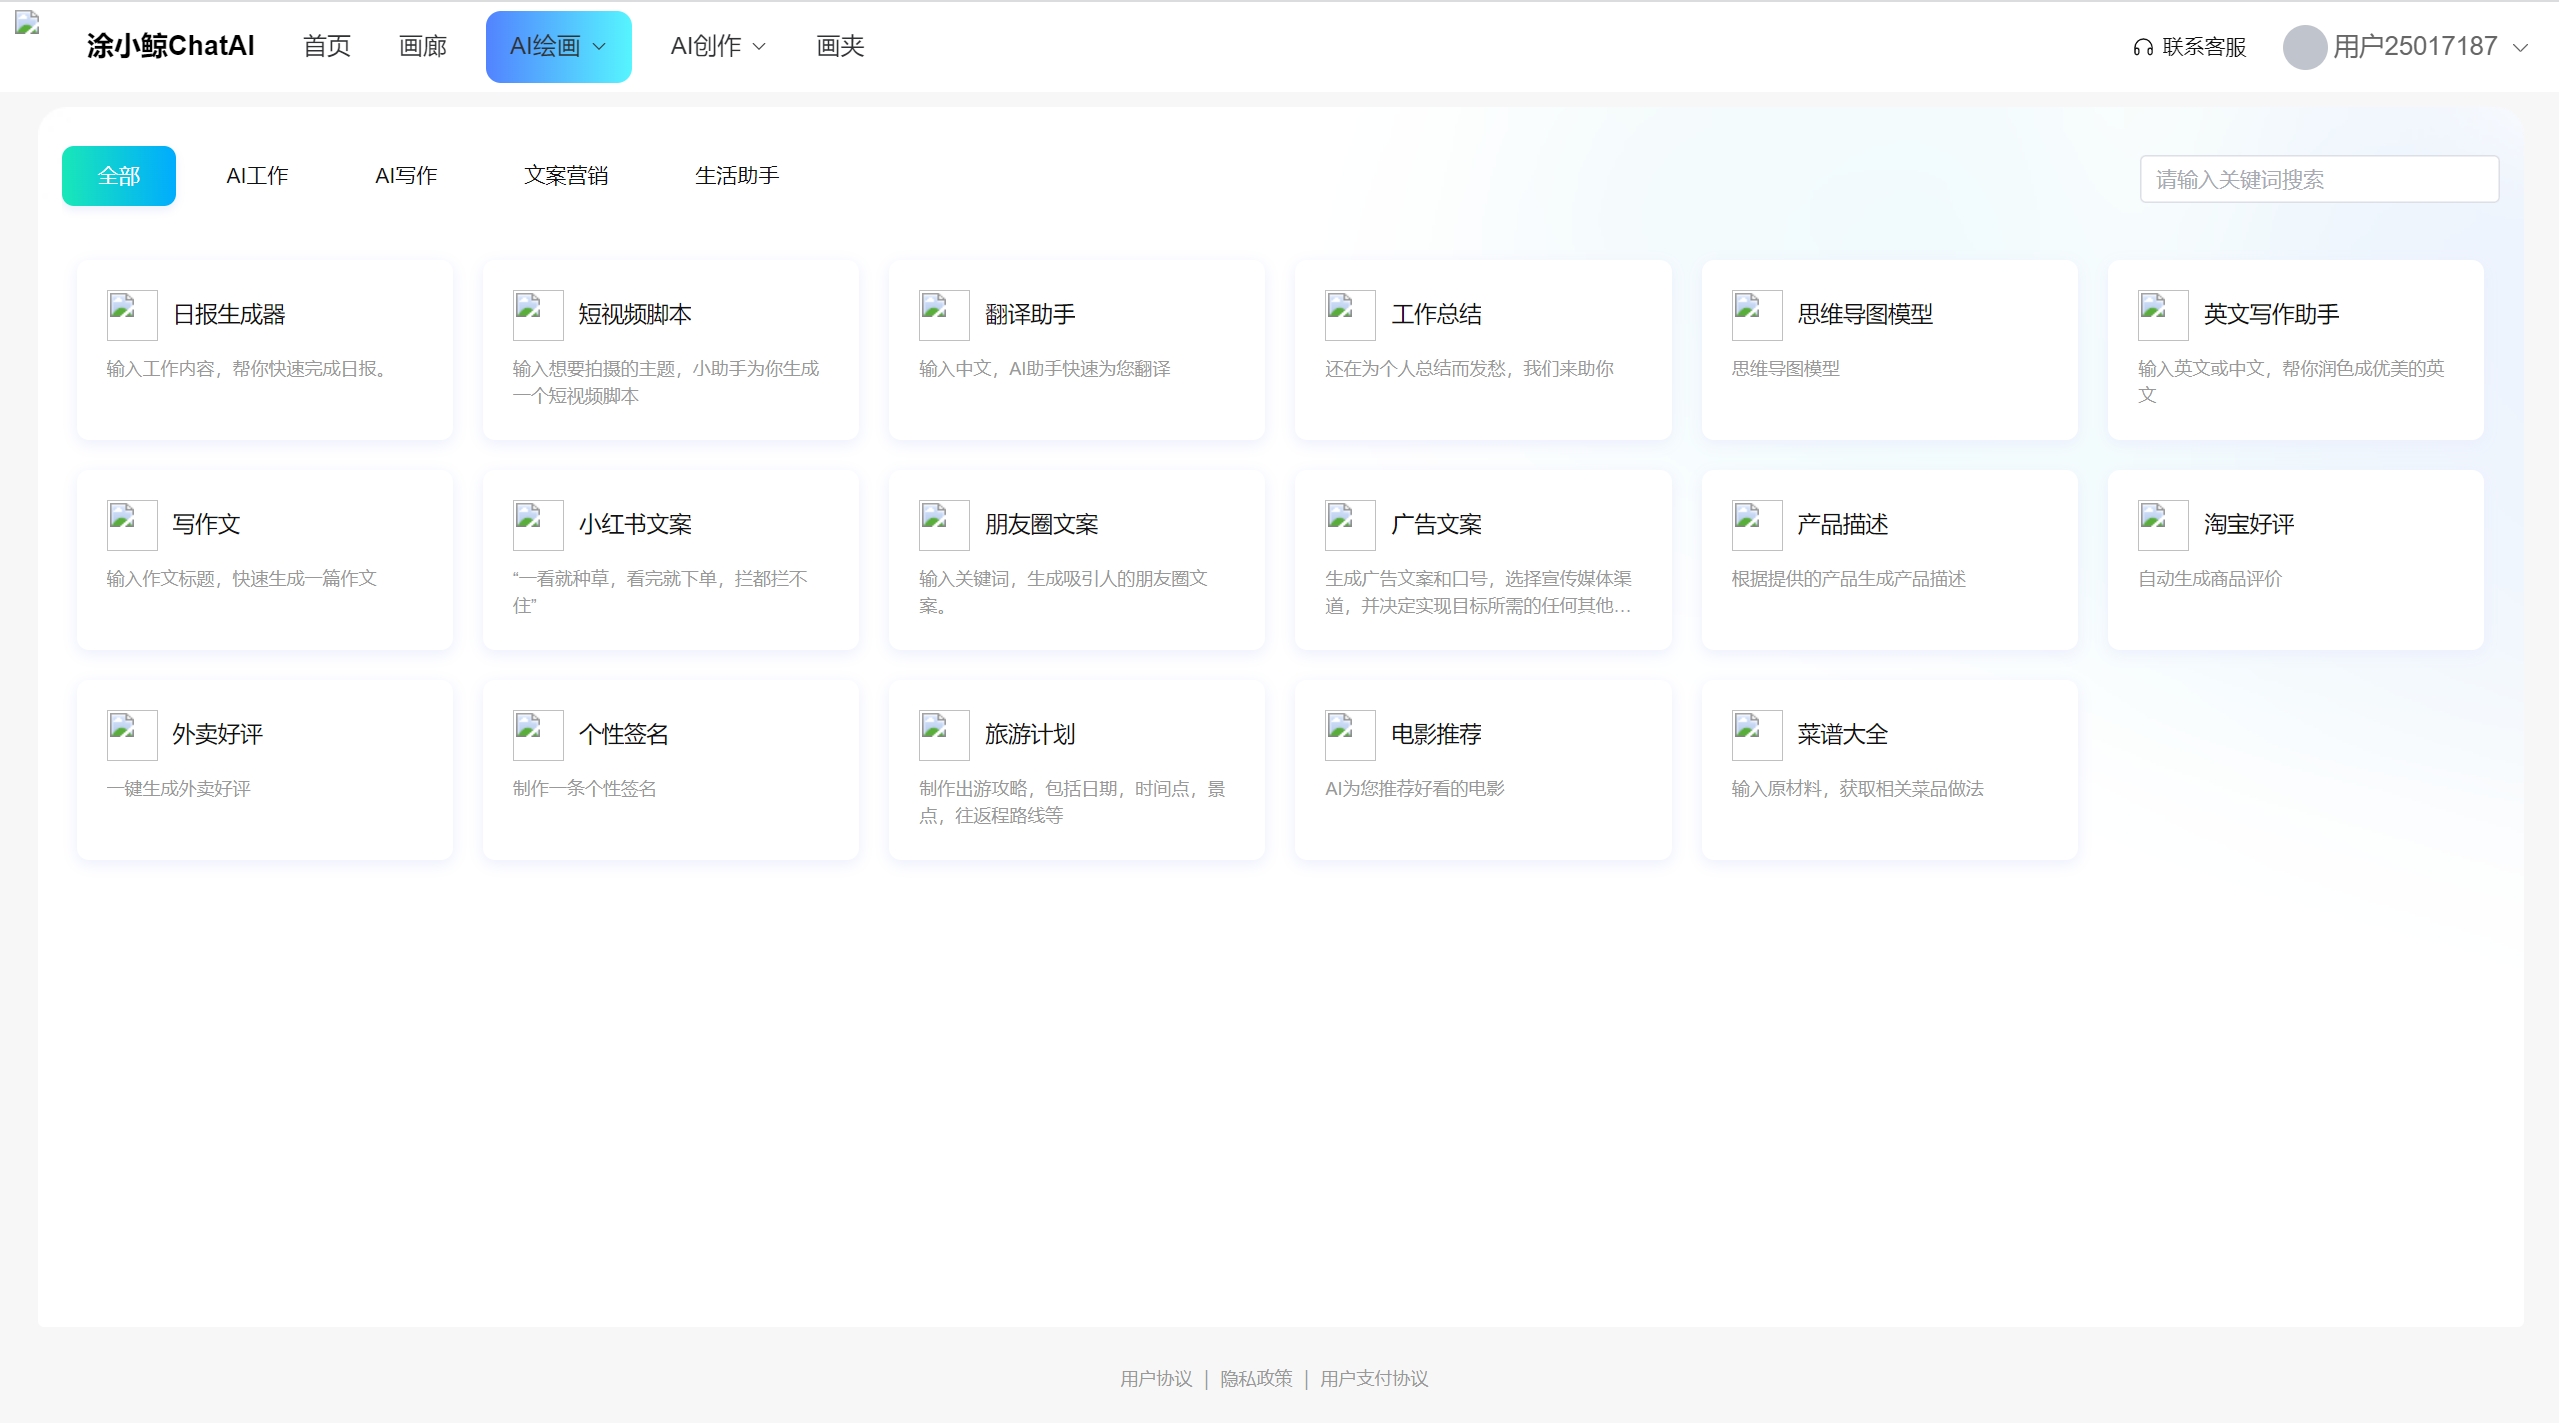 涂小鲸ChatAI 首页 画廊 AI绘画 AI创作 画夹 联系客服 用户25017187
全部 AI工作 AI写作 文案营销 生活助手 请输入关键词搜索
日报生成器
输入工作内容，帮你快速完成日报。
短视频脚本
输入想要拍摄的主题，小助手为你生成
一个短视频脚本
翻译助手
输入中文，AI助手快速为您翻译
工作总结
还在为个人总结而发愁，我们来助你
思维导图模型
思维导图模型
英文写作助手
输入英文或中文，帮你润色成优美的英
文
写作文
输入作文标题，快速生成一篇作文
小红书文案
“一看就种草，看完就下单，拦都拦不
住”
朋友圈文案
输入关键词，生成吸引人的朋友圈文
案。
广告文案
生成广告文案和口号，选择宣传媒体渠
道，并决定实现目标所需的任何其他...
产品描述
根据提供的产品生成产品描述
淘宝好评
自动生成商品评价
外卖好评
一键生成外卖好评
个性签名
制作一条个性签名
旅游计划
制作出游攻略，包括日期，时间点，景
点，往返程路线等
电影推荐
AI为您推荐好看的电影
菜谱大全
输入原材料，获取相关菜品做法
用户协议 | 隐私政策 | 用户支付协议